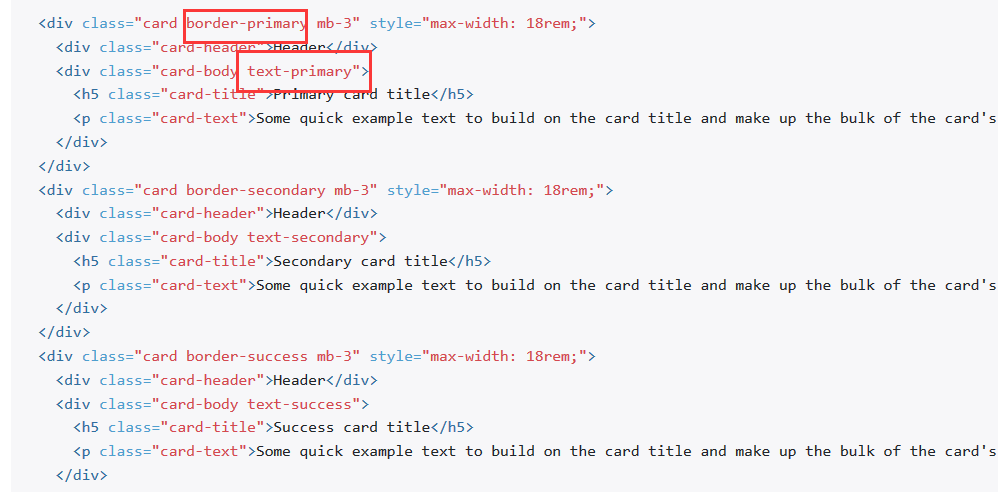 <div class="card border-primary mb-3" style="max-width: 18rem;">
  <div class="card-header">Header</div>
  <div class="card-body text-primary">
    <h5 class="card-title">Primary card title</h5>
    <p class="card-text">Some quick example text to build on the card title and make up the bulk of the card's
  </div>
</div>
<div class="card border-secondary mb-3" style="max-width: 18rem;">
  <div class="card-header">Header</div>
  <div class="card-body text-secondary">
    <h5 class="card-title">Secondary card title</h5>
    <p class="card-text">Some quick example text to build on the card title and make up the bulk of the card's
  </div>
</div>
<div class="card border-success mb-3" style="max-width: 18rem;">
  <div class="card-header">Header</div>
  <div class="card-body text-success">
    <h5 class="card-title">Success card title</h5>
    <p class="card-text">Some quick example text to build on the card title and make up the bulk of the card's
  </div>